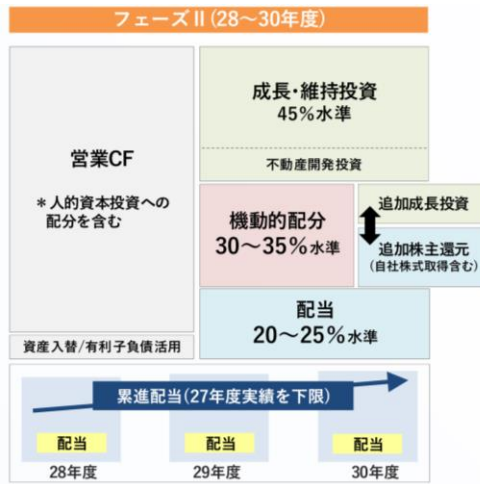 フェーズⅡ(28～30年度)
営業CF
＊人的資本投資への
配分を含む
資産入替/有利子負債活用
成長・維持投資
45%水準
不動産開発投資
機動的配分
30～35%水準
追加成長投資
追加株主還元
(自社株式取得含む)
配当
20～25%水準
累進配当(27年度実績を下限)
配当
配当
配当
28年度
29年度
30年度